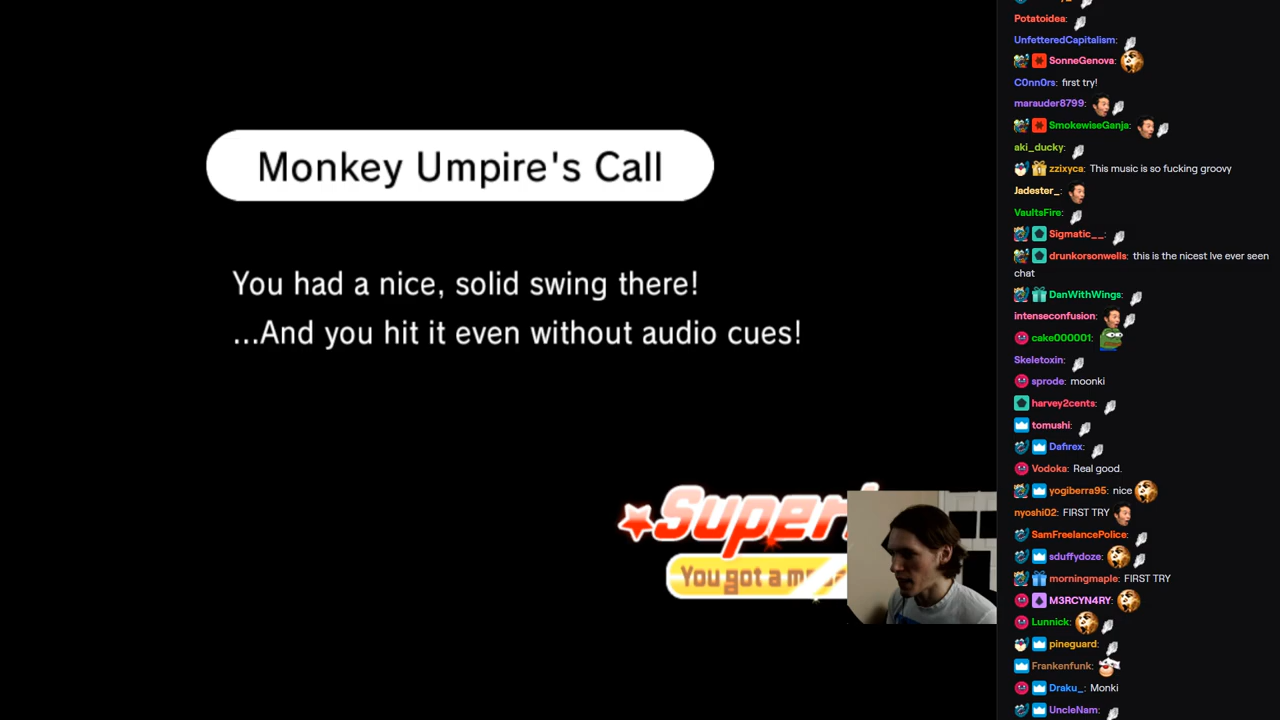 Monkey Umpire's Call
You had a nice, solid swing there!
...And you hit it even without audio cues!
Super
You got a
Potatoidea:
UnfetteredCapitalism:
SonneGenova:
C0nn0rs: first try!
marauder8799:
SmokewiseGanja:
aki_ducky:
zzixyca: This music is so fucking groovy
Jadester_:
VaultsFire:
Sigmatic__:
drunkorsonwells: this is the nicest Ive ever seen
chat
DanWithWings:
intenseconfusion:
cake000001:
Skeletoxin:
sprode: moonki
harvey2cents:
tomushi:
Dafirex:
Vodoka: Real good.
yogiberra95: nice
nyoshi02: FIRST TRY
SamFreelancePolice:
sduffydoze:
morningmaple: FIRST TRY
M3RCYN4RY:
Lunnick:
pineguard:
Frankenfunk:
Draku_: Monki
UncleNam: